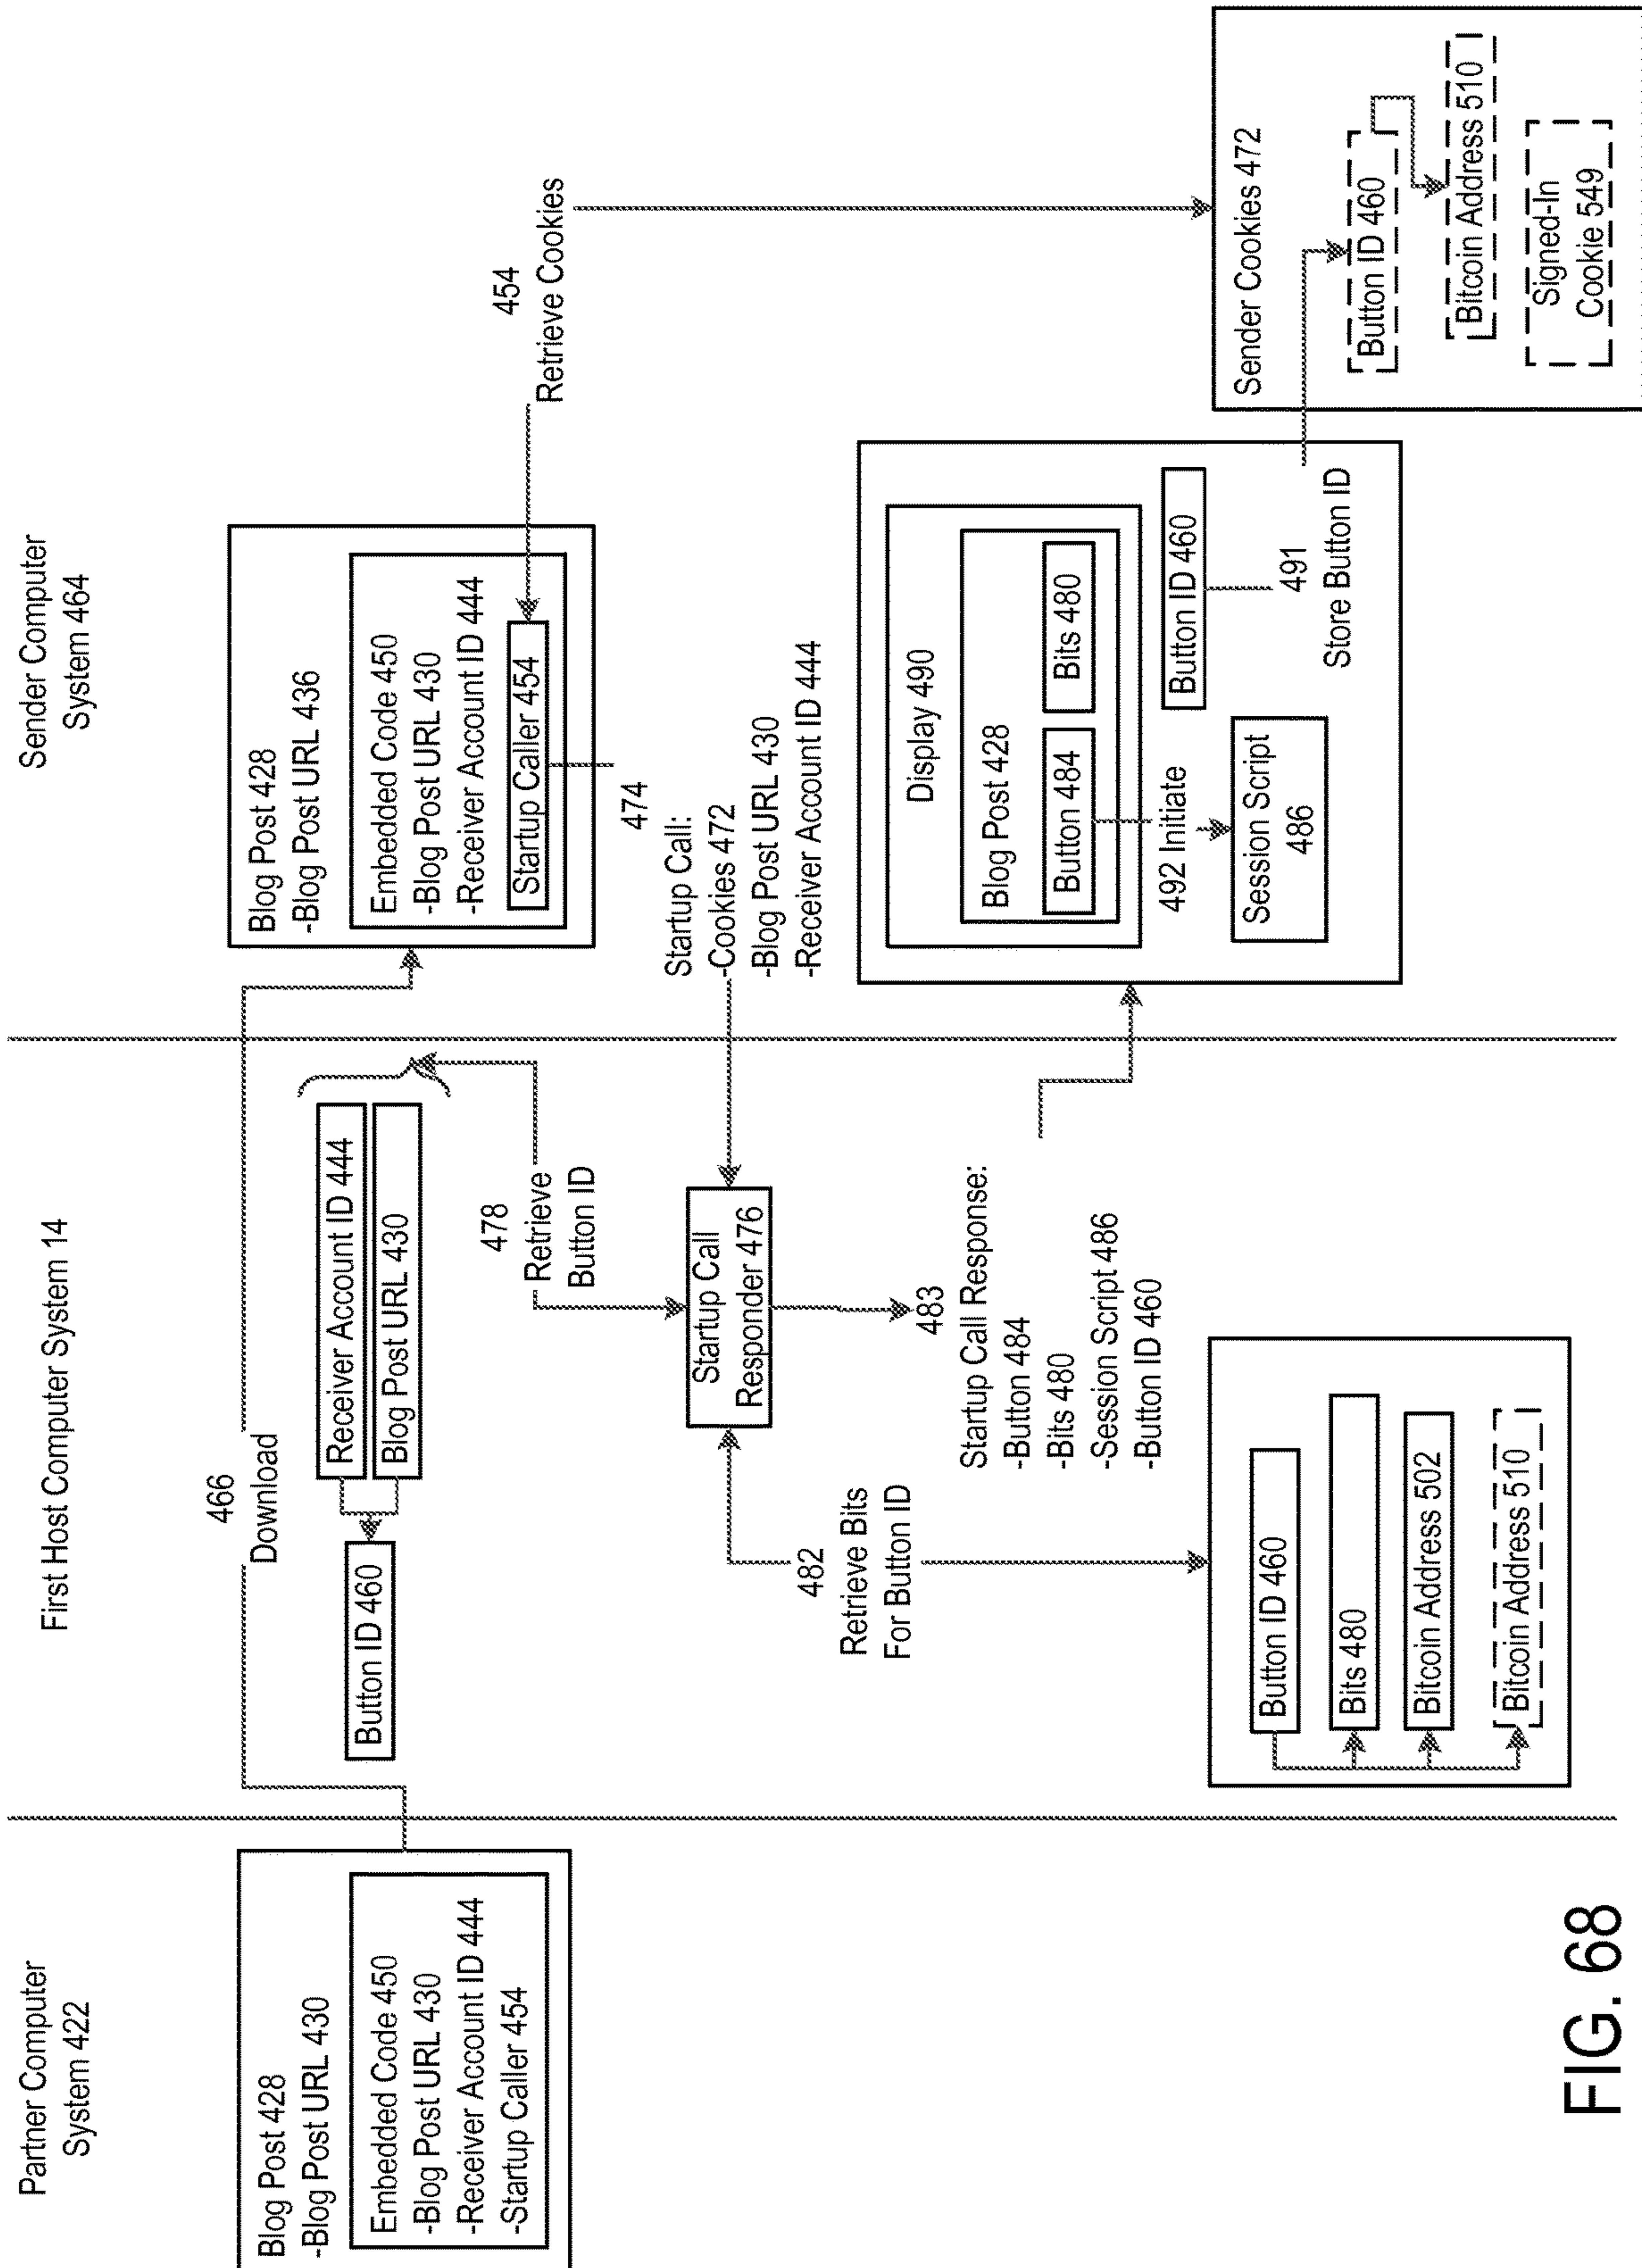 Partner Computer
System 422
First Host Computer System 14
Sender Computer
System 464
Blog Post 428
-Blog Post URL 430
Embedded Code 450
-Blog Post URL 430
-Receiver Account ID 444
-Startup Caller 454
466
Download
Button ID 460
Receiver Account ID 444
Blog Post URL 430
478
Retrieve
Button ID
Startup Call
Responder 476
482
Retrieve Bits
For Button ID
483
Startup Call Response:
-Button 484
-Bits 480
-Session Script 486
-Button ID 460
Button ID 460
Bits 480
Bitcoin Address 502
Bitcoin Address 510
Blog Post 428
-Blog Post URL 436
Embedded Code 450
-Blog Post URL 430
-Receiver Account ID 444
Startup Caller 454
454
Retrieve Cookies
474
Startup Call:
-Cookies 472
-Blog Post URL 430
-Receiver Account ID 444
Display 490
Blog Post 428
Button 484
Bits 480
492 Initiate
Button ID 460
Session Script
486
491
Store Button ID
Sender Cookies 472
Button ID 460
Bitcoin Address 510
Signed-In
Cookie 549
FIG. 68